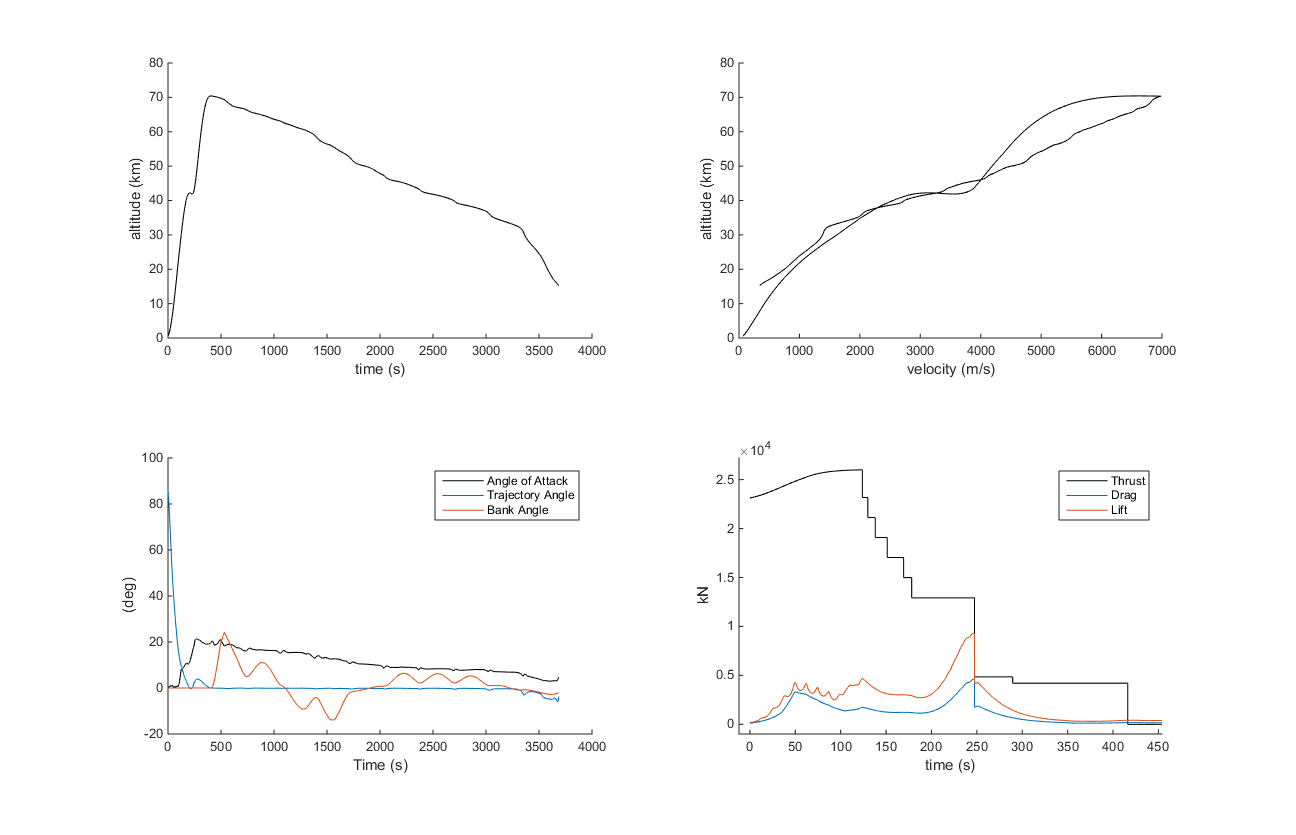 80
70
60
50
40
30
20
10
0
altitude (km)
0 500 1000 1500 2000 2500 3000 3500 4000
time (s)
80
70
60
50
40
30
20
10
0
altitude (km)
0 1000 2000 3000 4000 5000 6000 7000
velocity (m/s)
100
80
60
40
20
0
-20
(deg)
Angle of Attack
Trajectory Angle
Bank Angle
0 500 1000 1500 2000 2500 3000 3500 4000
Time (s)
×10⁴
2.5
2
1.5
1
0.5
0
kN
Thrust
Drag
Lift
0 50 100 150 200 250 300 350 400 450
time (s)